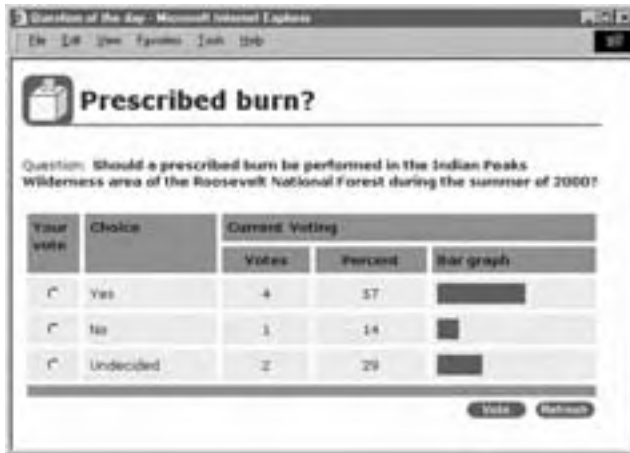 Question of the day - Microsoft Internet Explorer
File Edit View Favorites Tools Help
Prescribed burn?
Question: Should a prescribed burn be performed in the Indian Peaks
Wilderness area of the Roosevelt National Forest during the summer of 2000?
Your vote Choice Current Voting
Votes Percent Bar graph
Yes 4 57
No 1 14
Undecided 2 29
Vote Refresh